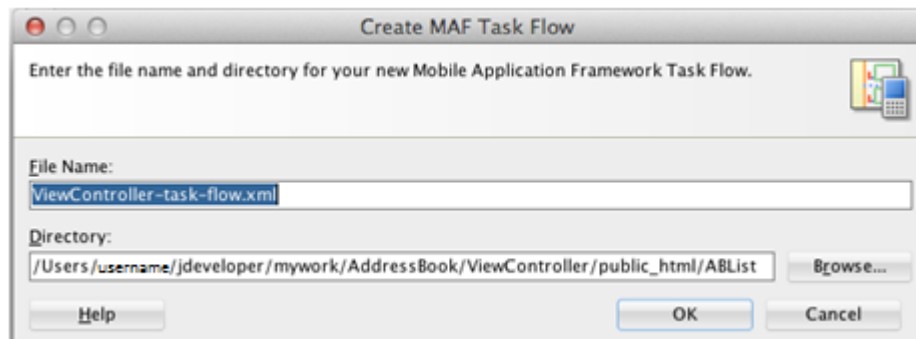 Create MAF Task Flow
Enter the file name and directory for your new Mobile Application Framework Task Flow.
File Name:
ViewController-task-flow.xml
Directory:
/Users/username/jdeveloper/mywork/AddressBook/ViewController/public_html/ABList Browse...
Help OK Cancel